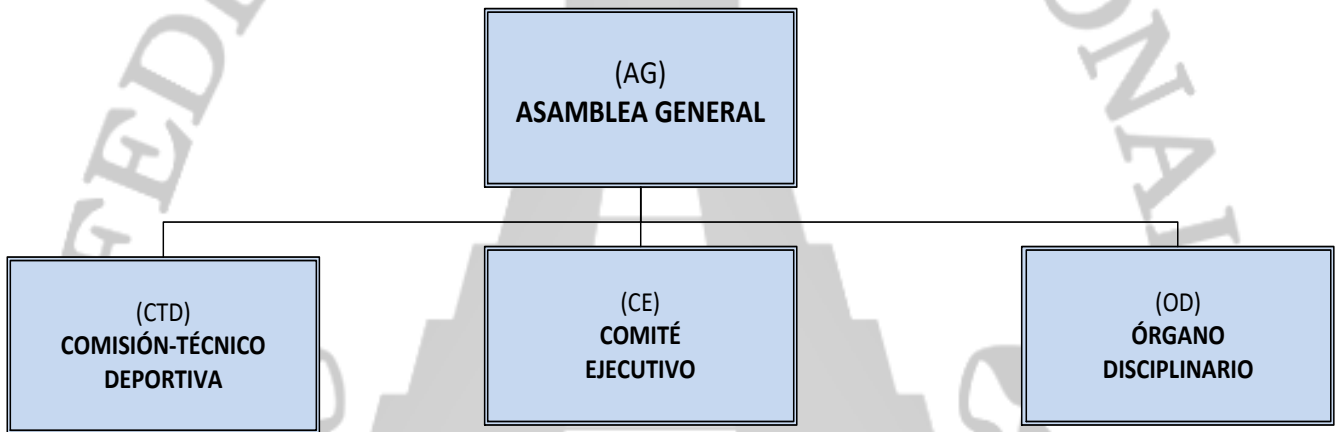 (AG)
ASAMBLEA GENERAL
(CTD)
COMISIÓN-TÉCNICO
DEPORTIVA
(CE)
COMITÉ
EJECUTIVO
(OD)
ÓRGANO
DISCIPLINARIO